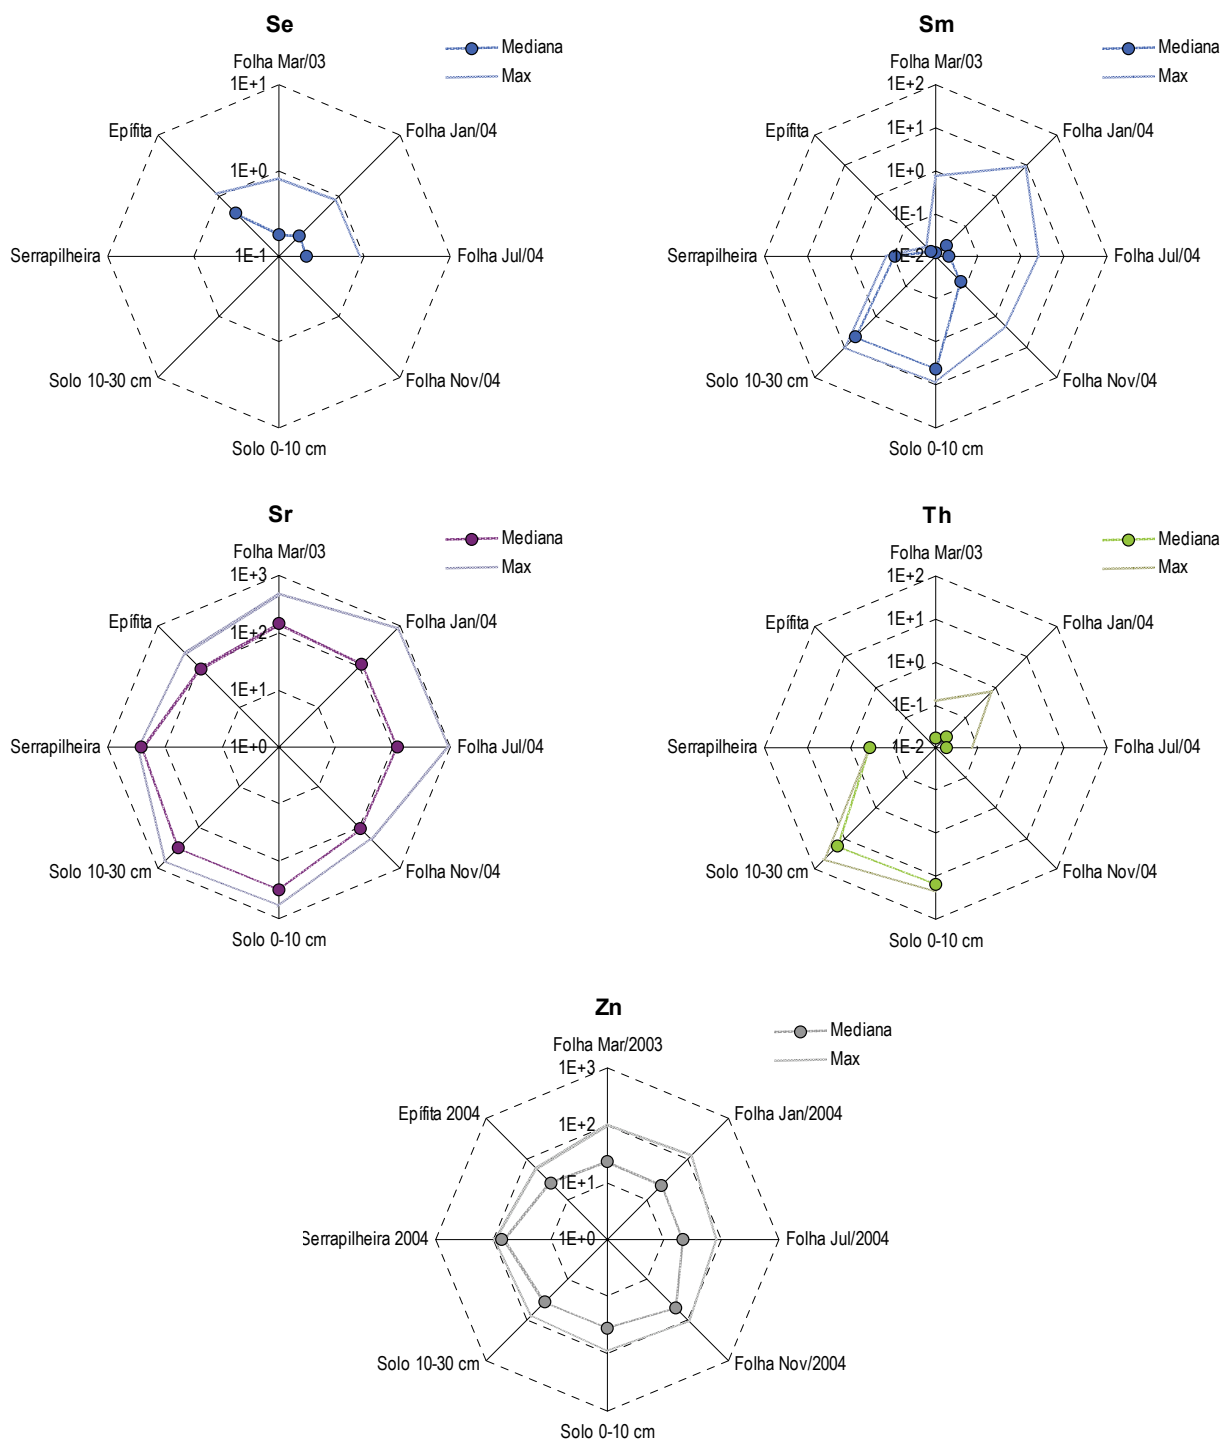 Se
Mediana
Max
Folha Mar/03
1E+1
Folha Jan/04
Epífita
1E+0
Serrapilheira
1E-1
Folha Jul/04
Solo 10-30 cm
Folha Nov/04
Solo 0-10 cm
Sm
Mediana
Max
Folha Mar/03
1E+2
1E+1
Folha Jan/04
Epífita
1E+0
1E-1
Serrapilheira
1E-2
Folha Jul/04
Solo 10-30 cm
Folha Nov/04
Solo 0-10 cm
Sr
Mediana
Max
Folha Mar/03
1E+3
Folha Jan/04
Epífita
1E+2
1E+1
Serrapilheira
1E+0
Folha Jul/04
Solo 10-30 cm
Folha Nov/04
Solo 0-10 cm
Th
Mediana
Max
Folha Mar/03
1E+2
1E+1
Folha Jan/04
Epífita
1E+0
1E-1
Serrapilheira
1E-2
Folha Jul/04
Solo 10-30 cm
Folha Nov/04
Solo 0-10 cm
Zn
Mediana
Max
Folha Mar/2003
1E+3
Folha Jan/2004
Epífita 2004
1E+2
1E+1
Serrapilheira 2004
1E+0
Folha Jul/2004
Solo 10-30 cm
Folha Nov/2004
Solo 0-10 cm